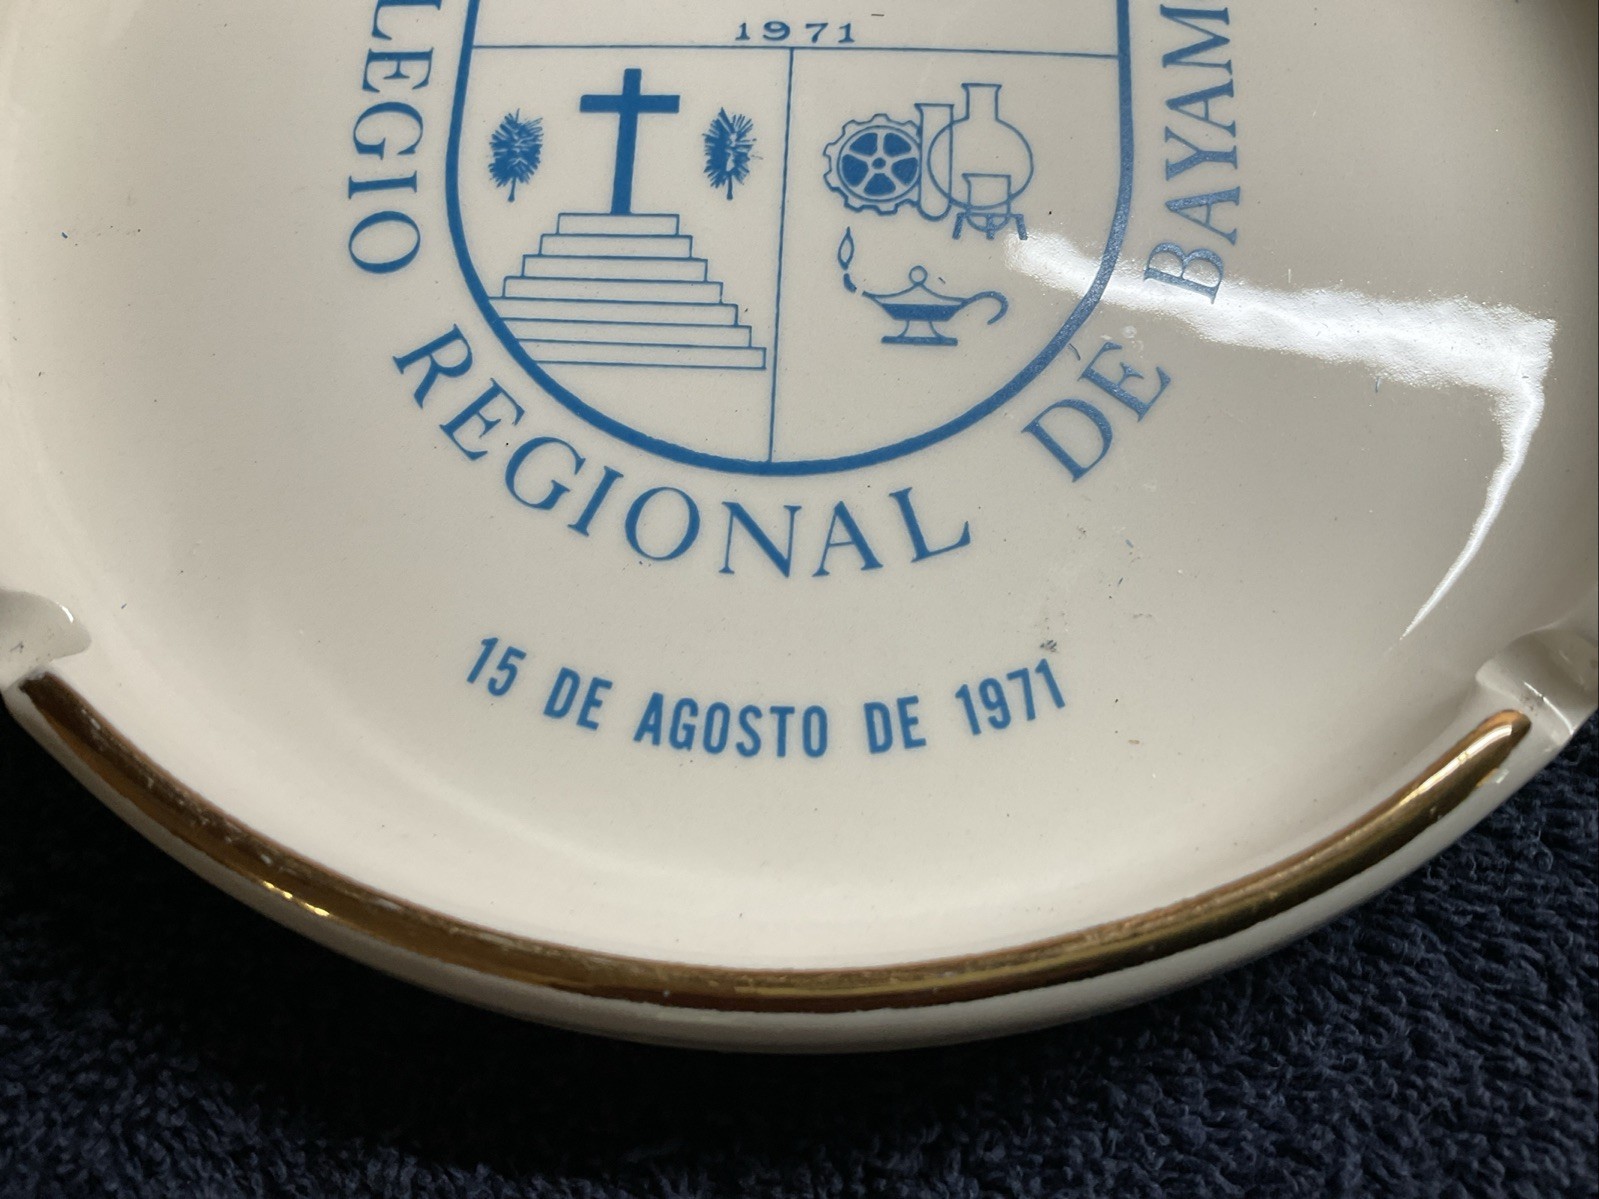 1971
LEGIO REGIONAL DE BAYAM
15 DE AGOSTO DE 1971